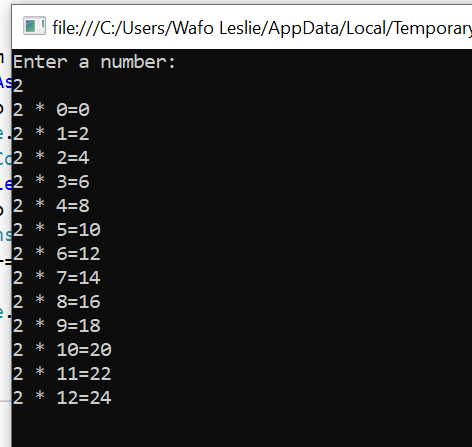 file:///C:/Users/Wafo Leslie/AppData/Local/Temporary
Enter a number:
2
2 * 0=0
2 * 1=2
2 * 2=4
2 * 3=6
2 * 4=8
2 * 5=10
2 * 6=12
2 * 7=14
2 * 8=16
2 * 9=18
2 * 10=20
2 * 11=22
2 * 12=24